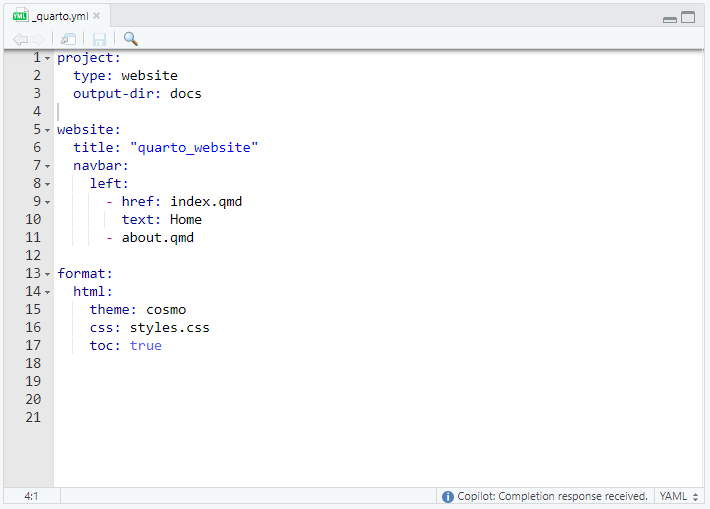 YML _quarto.yml ×
1 project:
2   type: website
3   output-dir: docs
4
5 website:
6   title: "quarto_website"
7   navbar:
8     left:
9       - href: index.qmd
10         text: Home
11       - about.qmd
12
13 format:
14   html:
15     theme: cosmo
16     css: styles.css
17     toc: true
18
19
20
21
4:1 Copilot: Completion response received. YAML